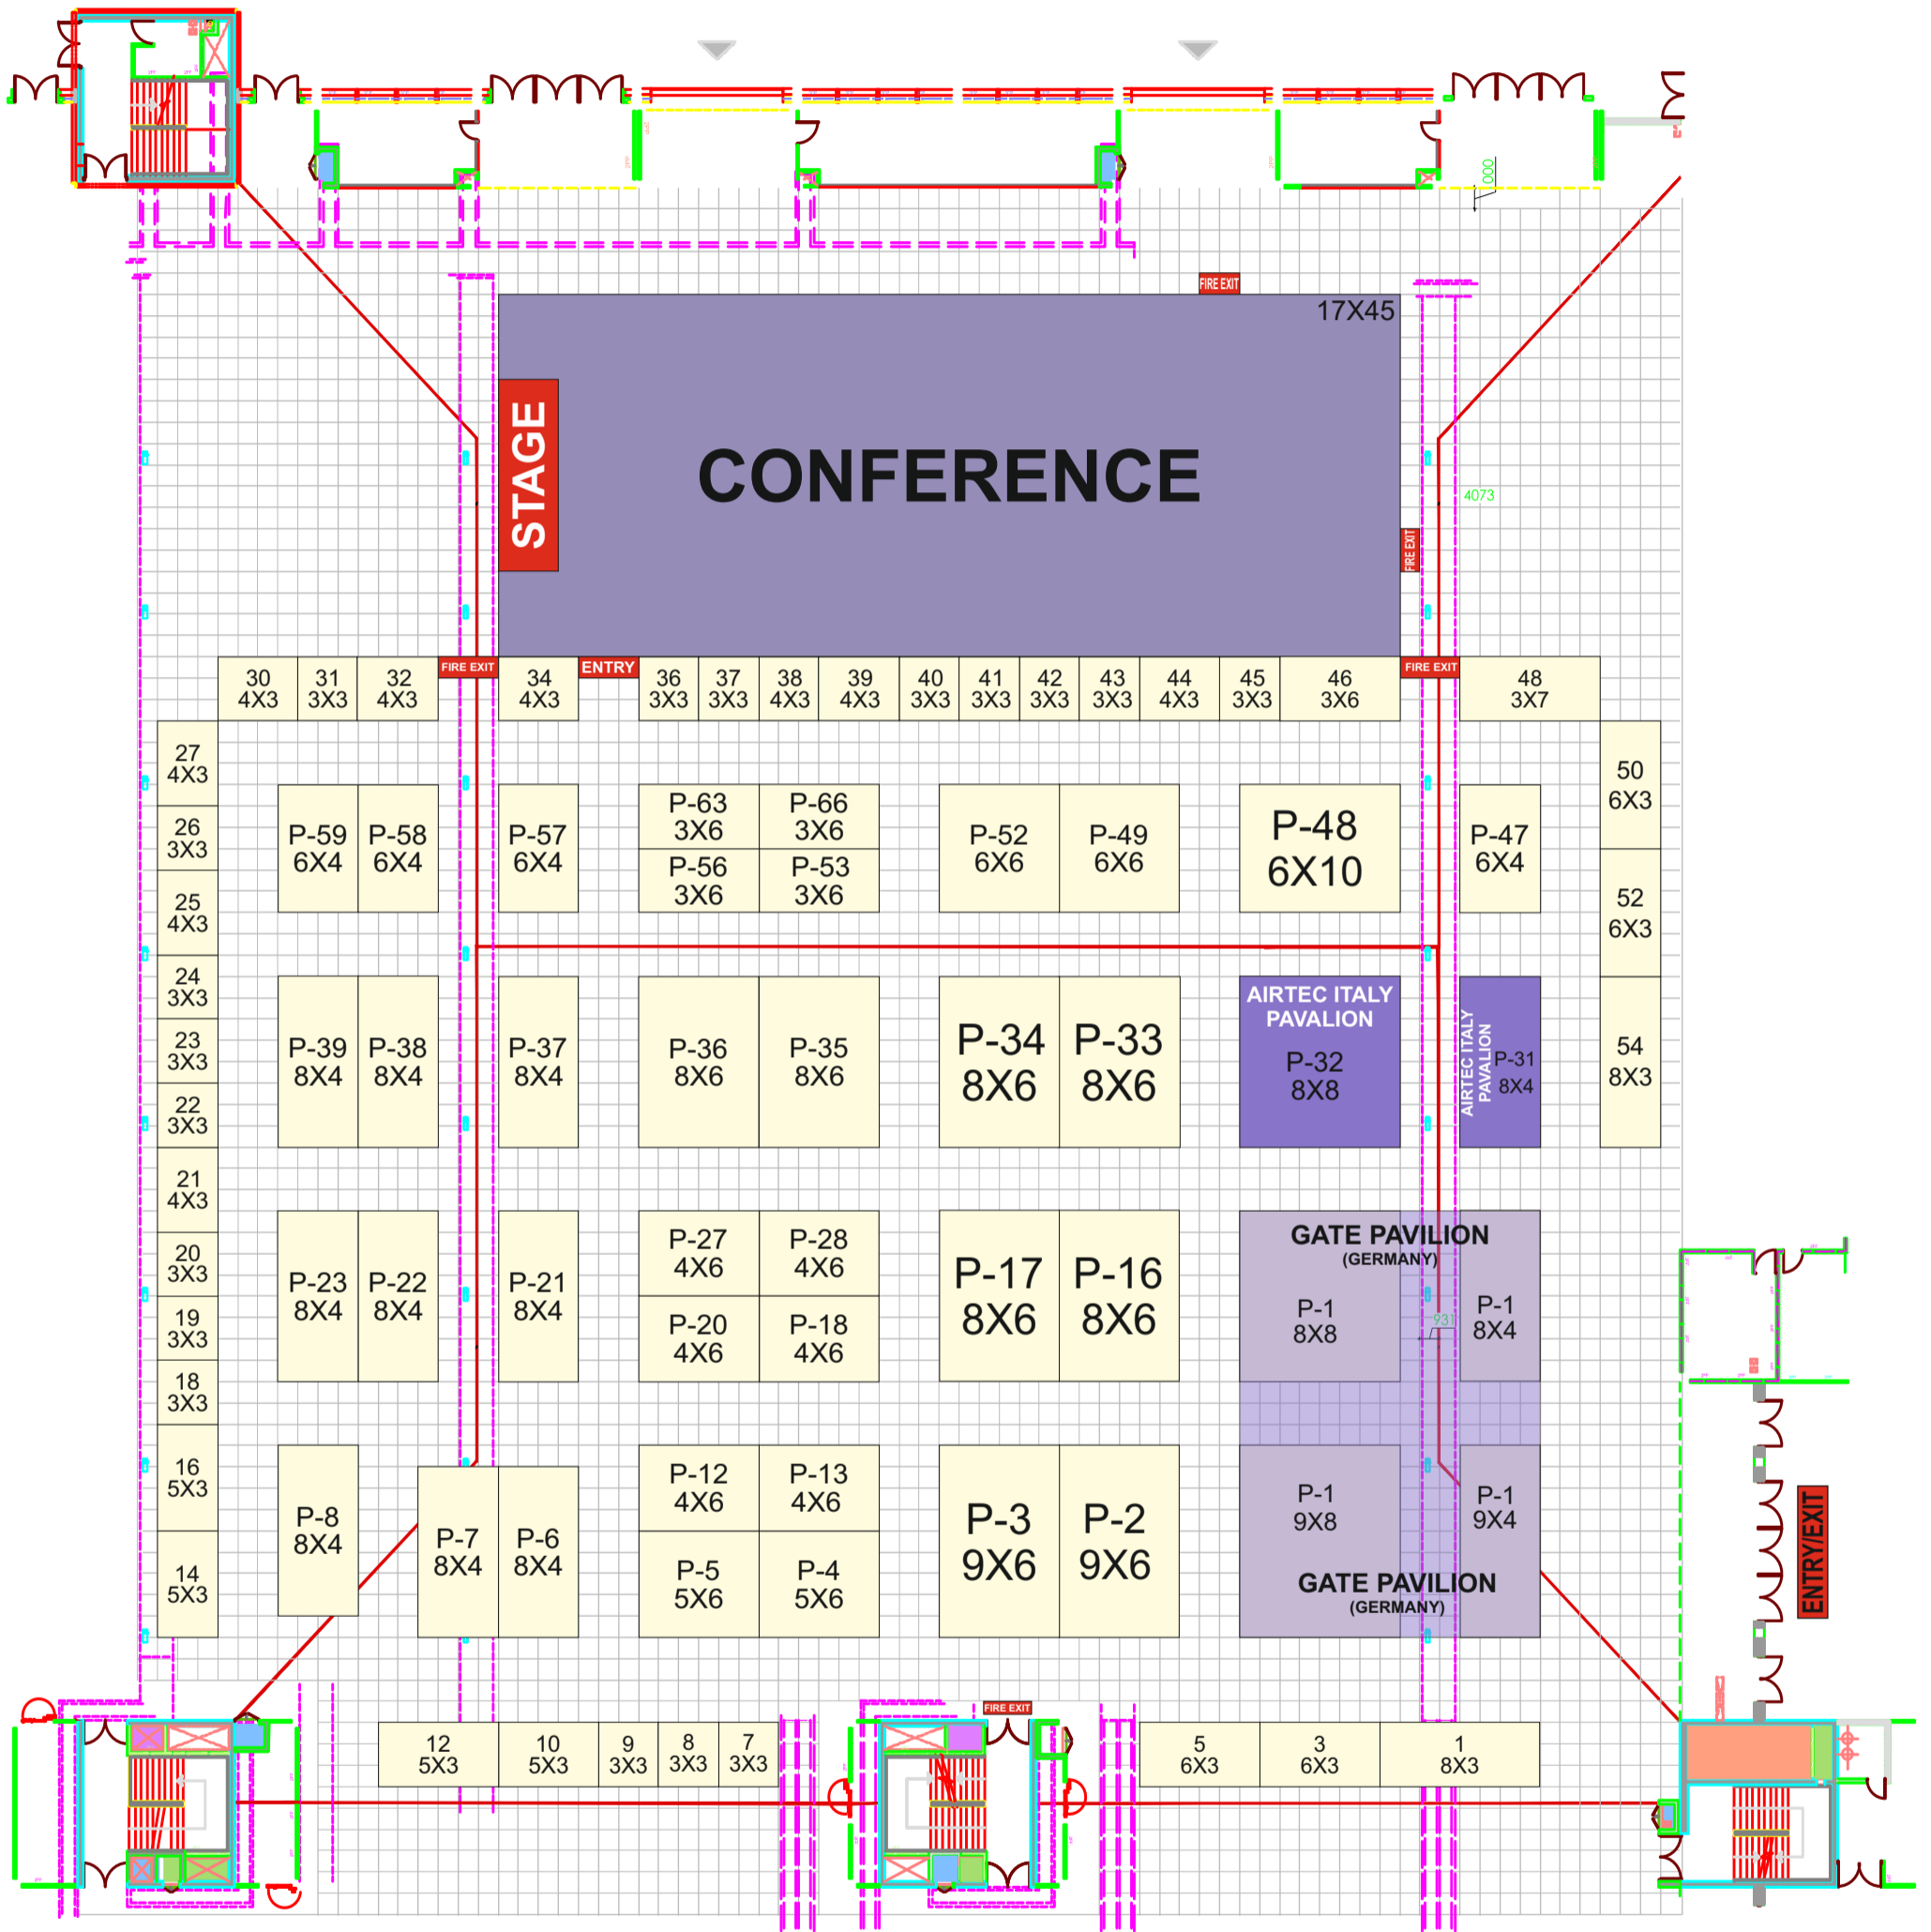 000
FIRE EXIT
17X45
STAGE
CONFERENCE
4073
FIRE EXIT
30
4X3
31
3X3
32
4X3
FIRE EXIT
34
4X3
ENTRY
36
3X3
37
3X3
38
4X3
39
4X3
40
3X3
41
3X3
42
3X3
43
3X3
44
4X3
45
3X3
46
3X6
FIRE EXIT
48
3X7
27
4X3
26
3X3
25
4X3
24
3X3
23
3X3
22
3X3
21
4X3
20
3X3
19
3X3
18
3X3
16
5X3
14
5X3
P-59
6X4
P-58
6X4
P-57
6X4
P-63
3X6
P-66
3X6
P-56
3X6
P-53
3X6
P-52
6X6
P-49
6X6
P-48
6X10
P-47
6X4
50
6X3
52
6X3
54
8X3
P-39
8X4
P-38
8X4
P-37
8X4
P-36
8X6
P-35
8X6
P-34
8X6
P-33
8X6
AIRTEC ITALY
PAVALION
P-32
8X8
AIRTEC ITALY
PAVALION
P-31
8X4
P-23
8X4
P-22
8X4
P-21
8X4
P-27
4X6
P-28
4X6
P-20
4X6
P-18
4X6
P-17
8X6
P-16
8X6
GATE PAVILION
(GERMANY)
P-1
8X8
931
P-1
8X4
P-8
8X4
P-7
8X4
P-6
8X4
P-12
4X6
P-13
4X6
P-5
5X6
P-4
5X6
P-3
9X6
P-2
9X6
P-1
9X8
P-1
9X4
GATE PAVILION
(GERMANY)
ENTRY/EXIT
FIRE EXIT
12
5X3
10
5X3
9
3X3
8
3X3
7
3X3
5
6X3
3
6X3
1
8X3